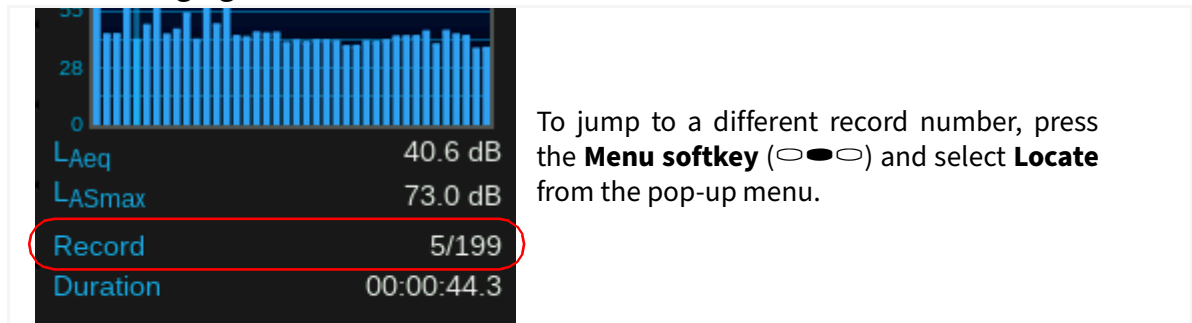 28
0
LAeq 40.6 dB
LASmax 73.0 dB
Record 5/199
Duration 00:00:44.3
To jump to a different record number, press
the Menu softkey () and select Locate
from the pop-up menu.